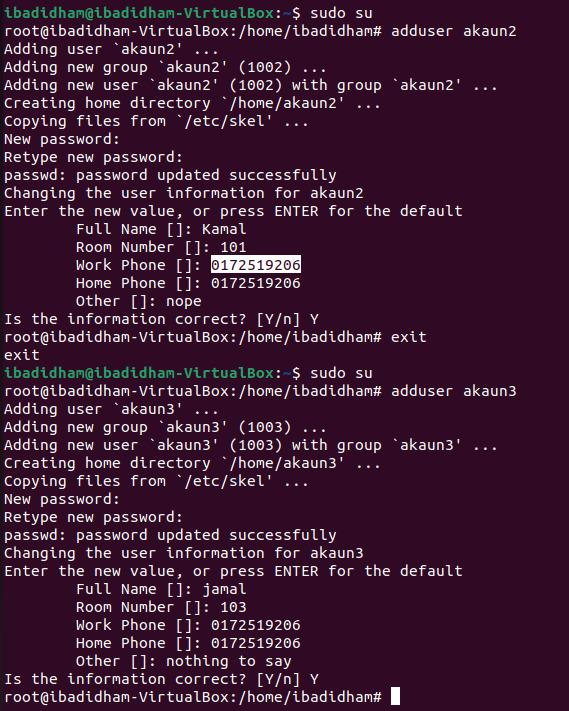 ibadidham@ibadidham-VirtualBox:~$ sudo su
root@ibadidham-VirtualBox:/home/ibadidham# adduser akaun2
Adding user `akaun2' ...
Adding new group `akaun2' (1002) ...
Adding new user `akaun2' (1002) with group `akaun2' ...
Creating home directory `/home/akaun2' ...
Copying files from `/etc/skel' ...
New password:
Retype new password:
passwd: password updated successfully
Changing the user information for akaun2
Enter the new value, or press ENTER for the default
        Full Name []: Kamal
        Room Number []: 101
        Work Phone []: 0172519206
        Home Phone []: 0172519206
        Other []: nope
Is the information correct? [Y/n] Y
root@ibadidham-VirtualBox:/home/ibadidham# exit
exit
ibadidham@ibadidham-VirtualBox:~$ sudo su
root@ibadidham-VirtualBox:/home/ibadidham# adduser akaun3
Adding user `akaun3' ...
Adding new group `akaun3' (1003) ...
Adding new user `akaun3' (1003) with group `akaun3' ...
Creating home directory `/home/akaun3' ...
Copying files from `/etc/skel' ...
New password:
Retype new password:
passwd: password updated successfully
Changing the user information for akaun3
Enter the new value, or press ENTER for the default
        Full Name []: jamal
        Room Number []: 103
        Work Phone []: 0172519206
        Home Phone []: 0172519206
        Other []: nothing to say
Is the information correct? [Y/n] Y
root@ibadidham-VirtualBox:/home/ibadidham#